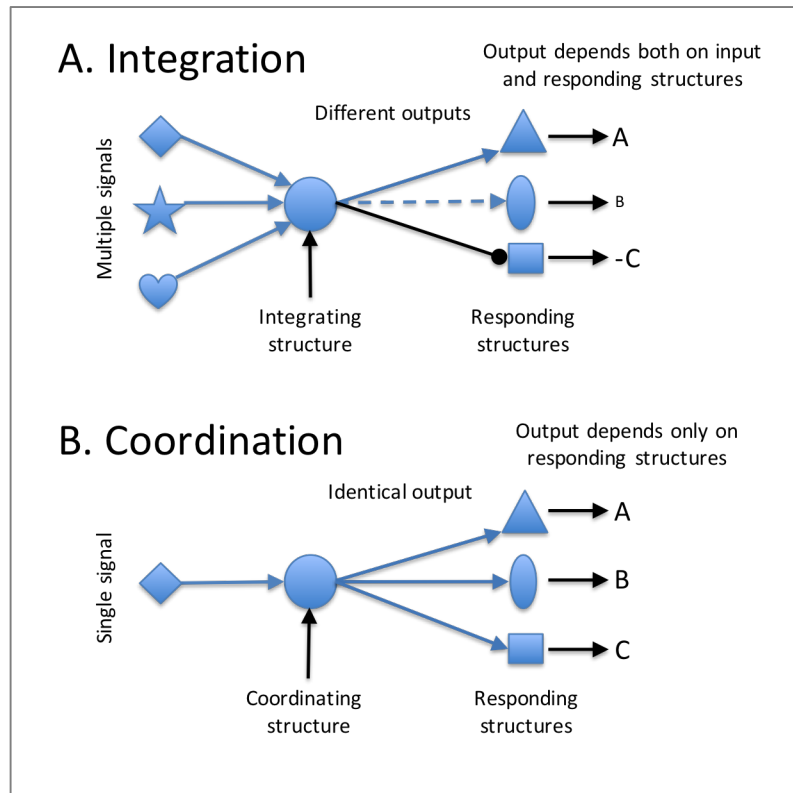 A. Integration
Output depends both on input
and responding structures
Different outputs
Multiple signals
A
B
-C
Integrating
structure
Responding
structures
B. Coordination
Output depends only on
responding structures
Identical output
Single signal
A
B
C
Coordinating
structure
Responding
structures